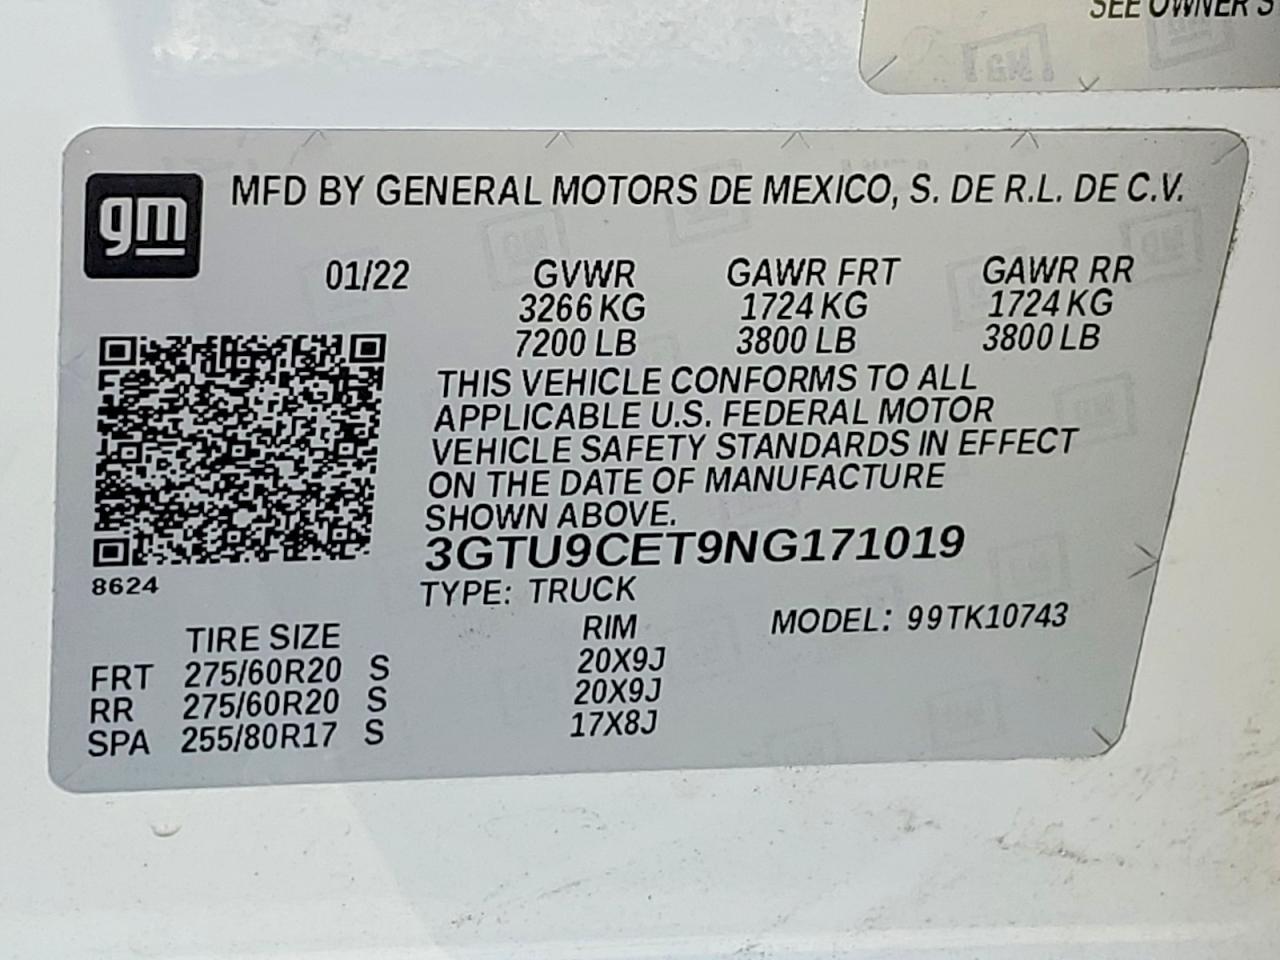 SEE OWNER'S
gm
MFD BY GENERAL MOTORS DE MEXICO, S. DE R.L. DE C.V.
01/22 GVWR GAWR FRT GAWR RR
3266 KG 1724 KG 1724 KG
7200 LB 3800 LB 3800 LB
THIS VEHICLE CONFORMS TO ALL
APPLICABLE U.S. FEDERAL MOTOR
VEHICLE SAFETY STANDARDS IN EFFECT
ON THE DATE OF MANUFACTURE
SHOWN ABOVE.
3GTU9CET9NG171019
8624
TYPE: TRUCK
MODEL: 99TK10743
TIRE SIZE RIM
FRT 275/60R20 S 20X9J
RR 275/60R20 S 20X9J
SPA 255/80R17 S 17X8J